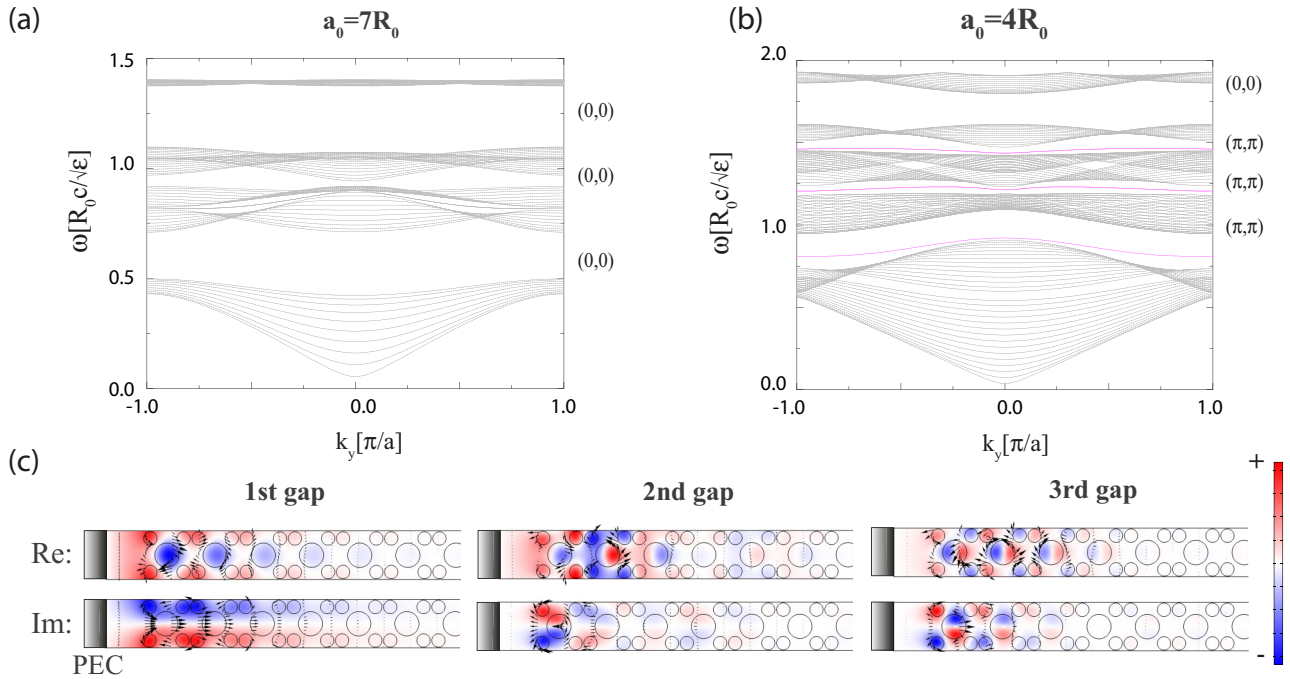 (a)
a₀=7R₀
1.5
1.0
0.5
0.0
ω[R₀c/√ε]
(0,0)
(0,0)
(0,0)
-1.0
0.0
1.0
k_y[π/a]
(b)
a₀=4R₀
2.0
1.0
0.0
ω[R₀c/√ε]
(0,0)
(π,π)
(π,π)
(π,π)
-1.0
0.0
1.0
k_y[π/a]
(c)
1st gap
2nd gap
3rd gap
Re:
Im:
PEC
+
-